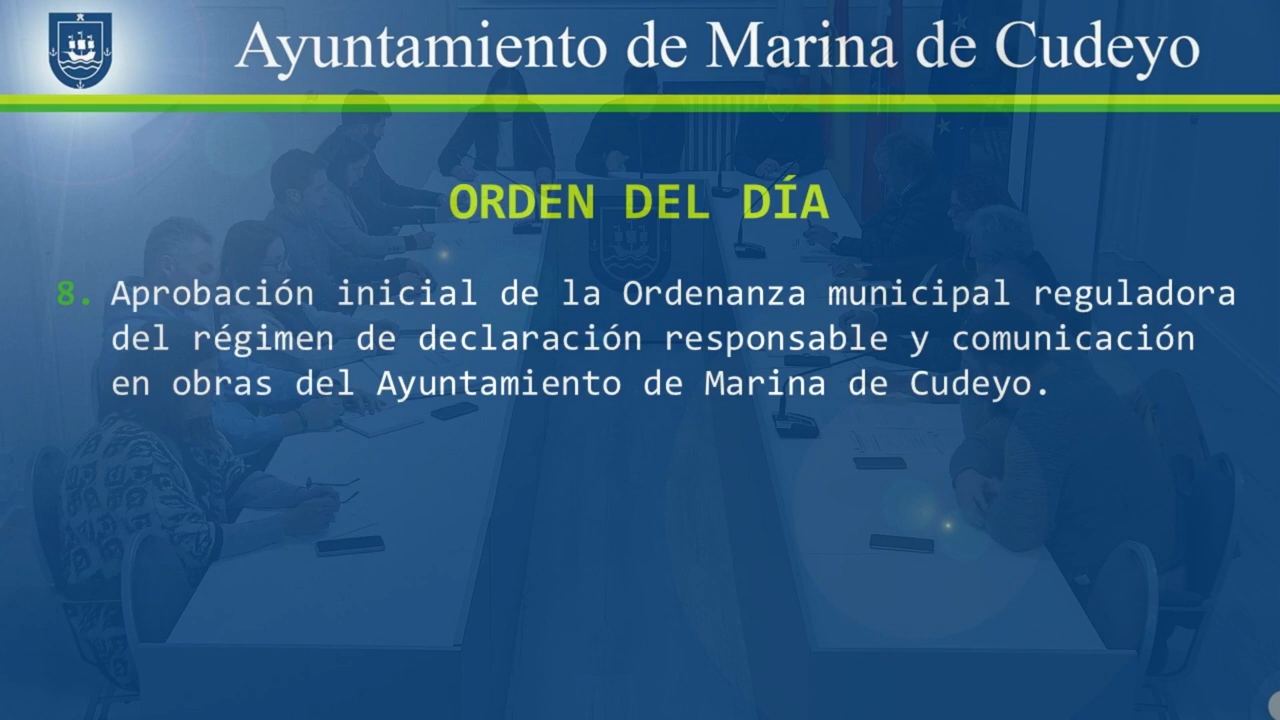 Ayuntamiento de Marina de Cudeyo
ORDEN DEL DÍA
8. Aprobación inicial de la Ordenanza municipal reguladora
del régimen de declaración responsable y comunicación
en obras del Ayuntamiento de Marina de Cudeyo.